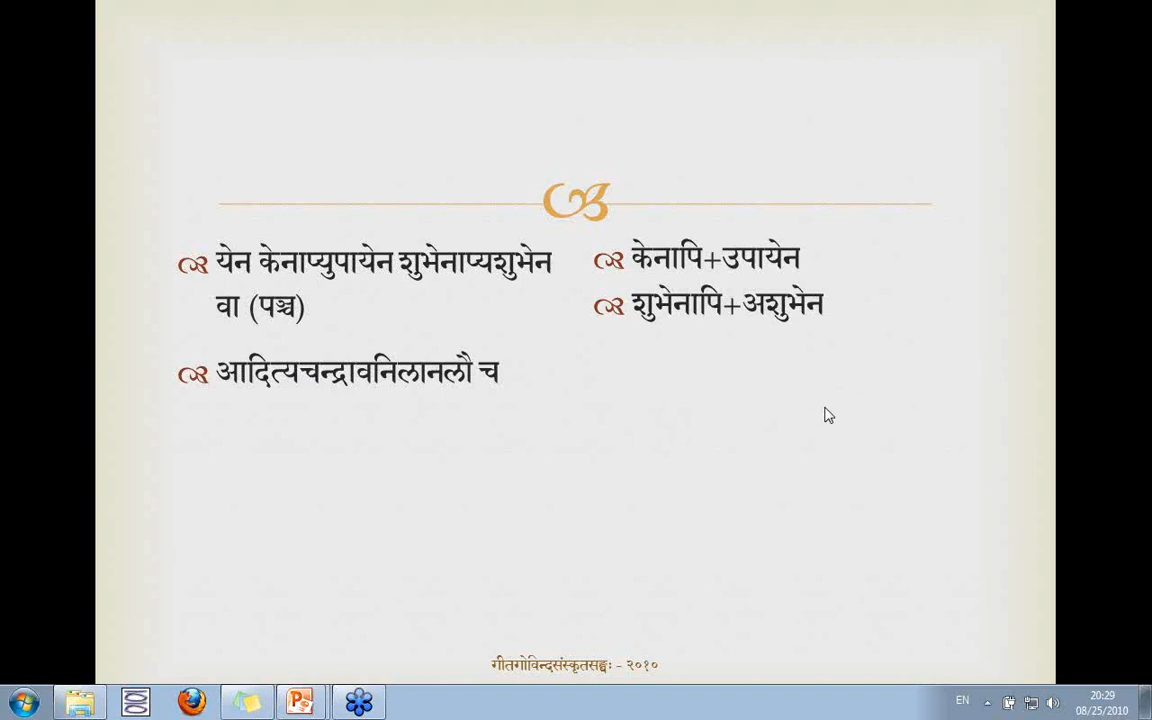 येन केनाप्युपायेन शुभेनाप्यशुभेन
वा (पञ्च)
आदित्यचन्द्रावनिलानलौ च
केनापि+उपायेन
शुभेनापि+अशुभेन
गीतगोविन्दसंस्कृतसङ्घः - २०१०
EN
20:29
08/25/2010